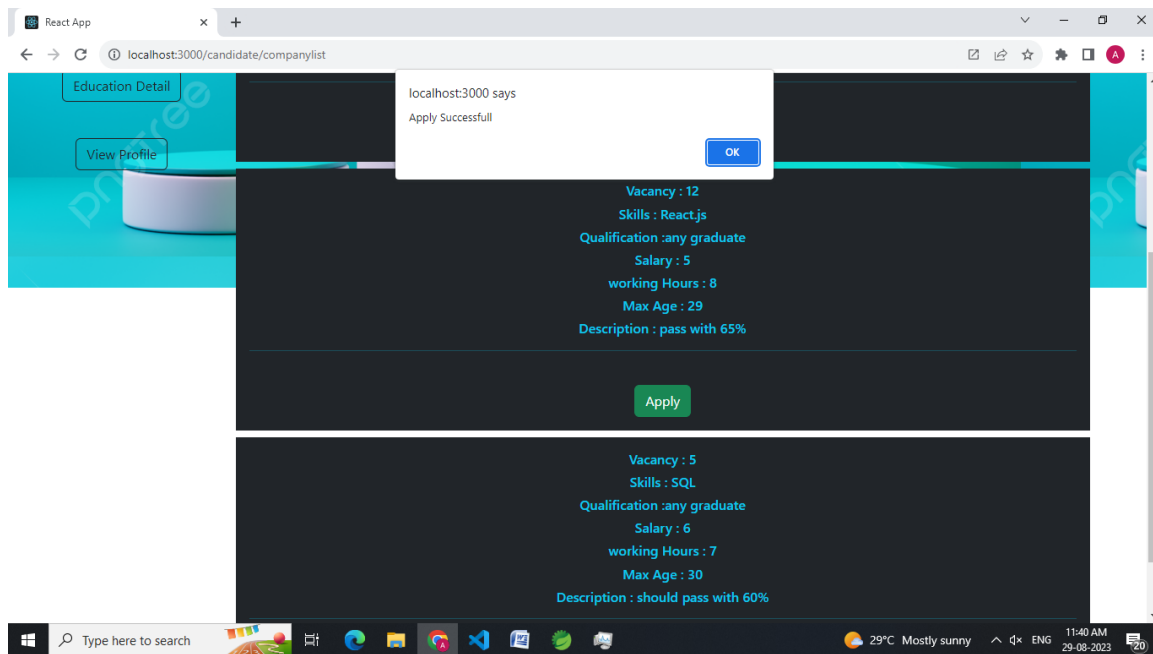 React App
localhost:3000/candidate/companylist
A
Education Detail
View Profile
localhost:3000 says
Apply Successfull
OK
pngtree
Vacancy : 12
Skills : React.js
Qualification :any graduate
Salary : 5
working Hours : 8
Max Age : 29
Description : pass with 65%
Apply
Vacancy : 5
Skills : SQL
Qualification :any graduate
Salary : 6
working Hours : 7
Max Age : 30
Description : should pass with 60%
Type here to search
29°C Mostly sunny
ENG
11:40 AM
29-08-2023
20